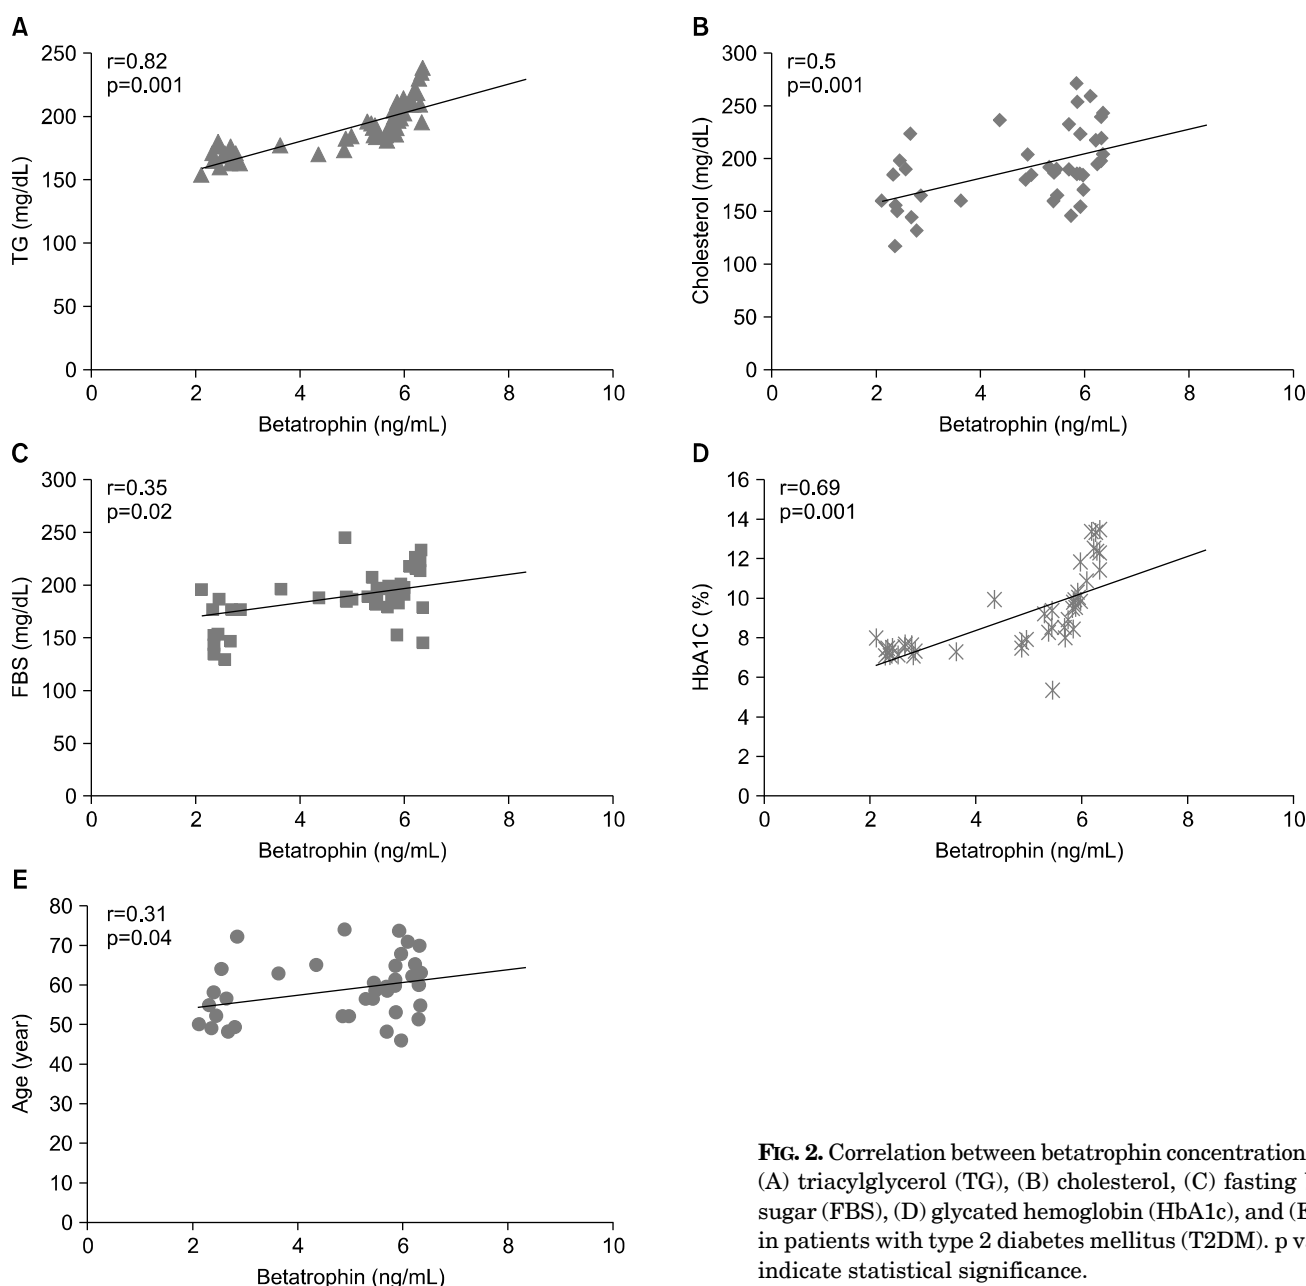 A
r=0.82
p=0.001
250
200
150
100
50
0
TG (mg/dL)
0 2 4 6 8 10
Betatrophin (ng/mL)
B
r=0.5
p=0.001
300
250
200
150
100
50
0
Cholesterol (mg/dL)
0 2 4 6 8 10
Betatrophin (ng/mL)
C
r=0.35
p=0.02
300
250
200
150
100
50
0
FBS (mg/dL)
0 2 4 6 8 10
Betatrophin (ng/mL)
D
r=0.69
p=0.001
16
14
12
10
8
6
4
2
0
HbA1C (%)
0 2 4 6 8
Betatrophin (ng/mL)
E
r=0.31
p=0.04
80
70
60
50
40
30
20
10
0
Age (year)
0 2 4 6 8 10
Betatrophin (ng/mL)
FIG. 2. Correlation between betatrophin concentration
(A) triacylglycerol (TG), (B) cholesterol, (C) fasting
sugar (FBS), (D) glycated hemoglobin (HbA1c), and
in patients with type 2 diabetes mellitus (T2DM). p
indicate statistical significance.